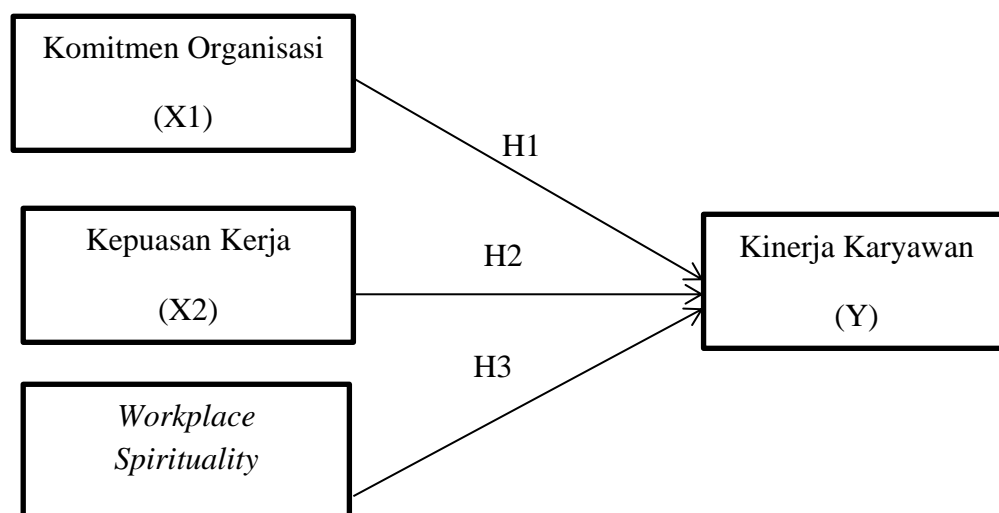 Komitmen Organisasi
(X1)
H1
Kepuasan Kerja
(X2)
H2
Kinerja Karyawan
(Y)
H3
Workplace
Spirituality